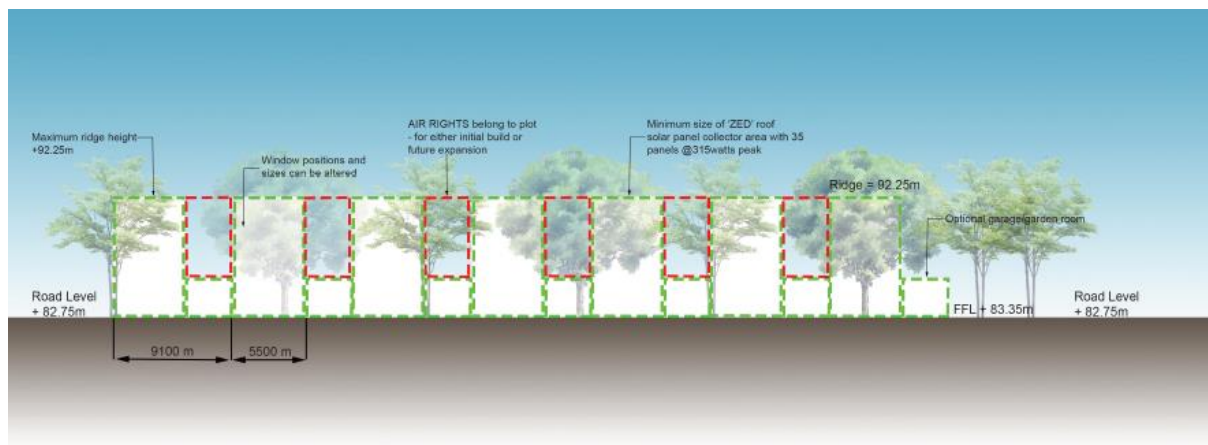 Maximum ridge height
+92.25m
Window positions and
sizes can be altered
AIR RIGHTS belong to plot
- for either initial build or
future expansion
Minimum size of 'ZED' roof
solar panel collector area with 35
panels @315watts peak
Ridge = 92.25m
Optional garage/garden room
Road Level
+ 82.75m
FFL + 83.35m
Road Level
+ 82.75m
9100 m
5500 m